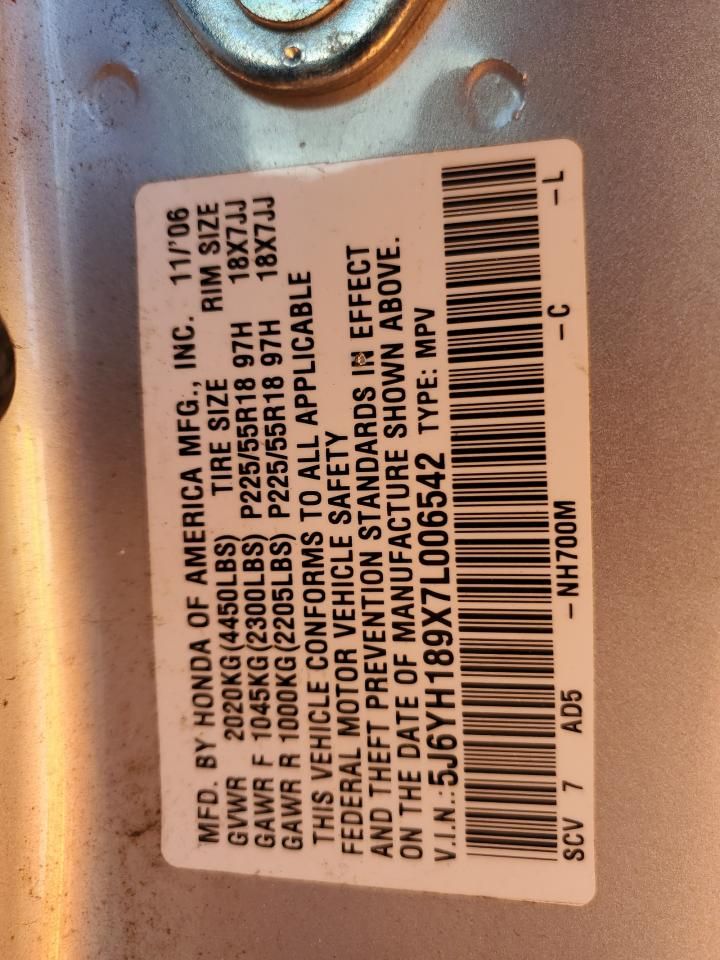 MFD. BY HONDA OF AMERICA MFG., INC. 11/'06
GVWR 2020KG(4450LBS) TIRE SIZE RIM SIZE
GAWR F 1045KG(2300LBS) P225/55R18 97H 18X7JJ
GAWR R 1000KG(2205LBS) P225/55R18 97H 18X7JJ
THIS VEHICLE CONFORMS TO ALL APPLICABLE
FEDERAL MOTOR VEHICLE SAFETY
AND THEFT PREVENTION STANDARDS IN EFFECT
ON THE DATE OF MANUFACTURE SHOWN ABOVE.
V.I.N.: 5J6YH189X7L006542 TYPE: MPV
SCV 7 AD5 -NH700M -C -L